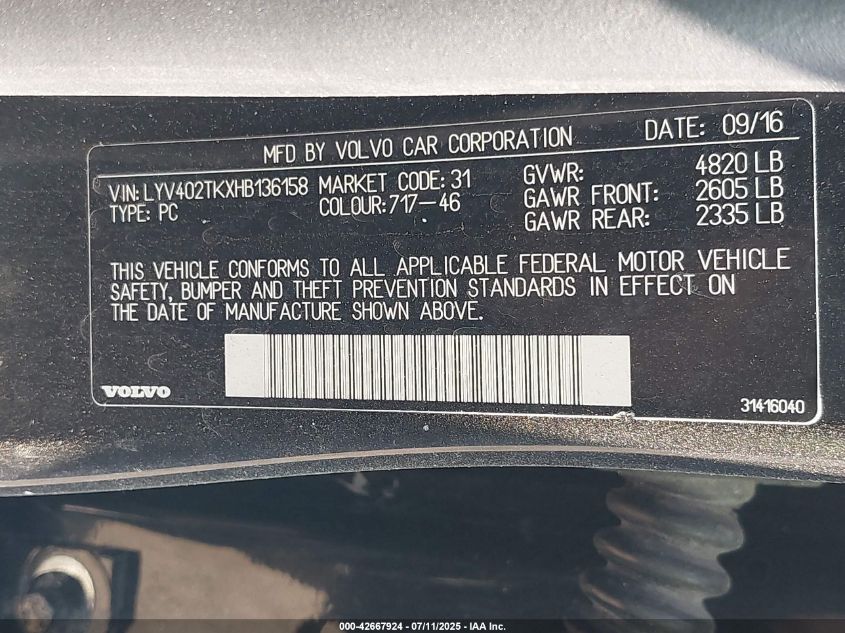 MFD BY VOLVO CAR CORPORATION DATE: 09/16
VIN: LYV402TKXHB136158 MARKET CODE: 31 GVWR: 4820 LB
TYPE: PC COLOUR: 717-46 GAWR FRONT: 2605 LB
GAWR REAR: 2335 LB
THIS VEHICLE CONFORMS TO ALL APPLICABLE FEDERAL MOTOR VEHICLE
SAFETY, BUMPER AND THEFT PREVENTION STANDARDS IN EFFECT ON
THE DATE OF MANUFACTURE SHOWN ABOVE.
VOLVO 31416040
000-42667924 - 07/11/2025 - IAA Inc.